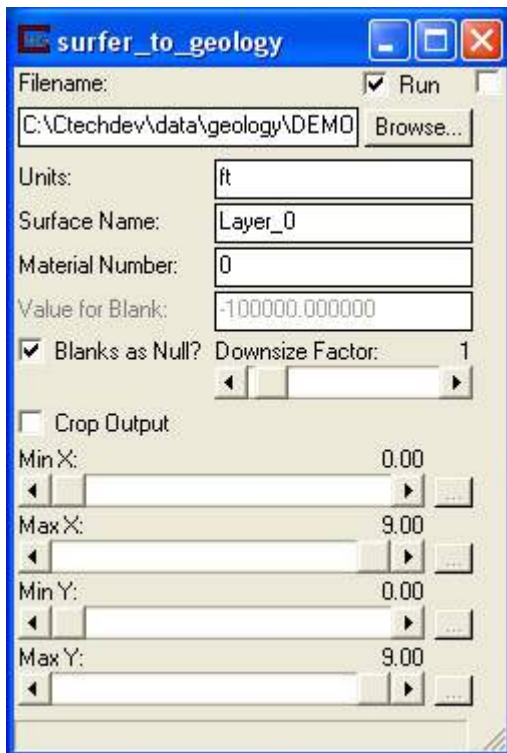 surfer_to_geology
Filename: Run
C:\Ctechdev\data\geology\DEMO Browse...
Units: ft
Surface Name: Layer_0
Material Number: 0
Value for Blank: -100000.000000
Blanks as Null? Downsize Factor: 1
Crop Output
Min X: 0.00
...
Max X: 9.00
...
Min Y: 0.00
...
Max Y: 9.00
...